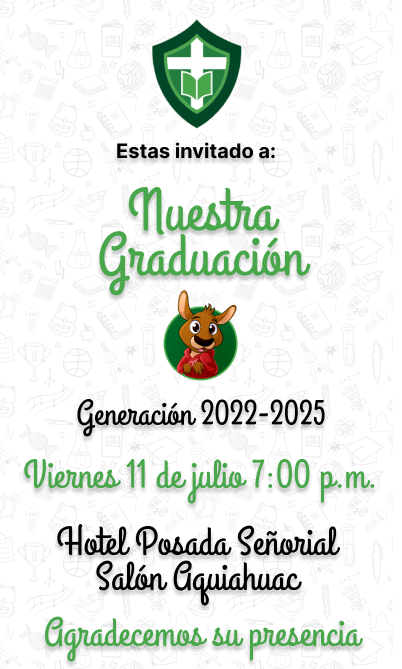 Estas invitado a:
Nuestra
Graduación
Generación 2022-2025
Viernes 11 de julio 7:00 p.m.
Hotel Posada Señorial
Salón Aquiahuac
Agradecemos su presencia